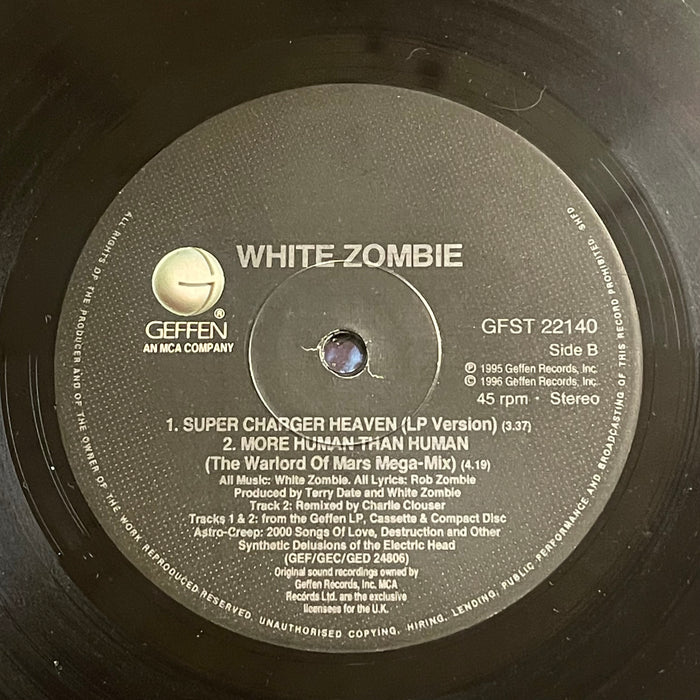 WHITE ZOMBIE
G
®
GEFFEN
AN MCA COMPANY
GFST 22140
Side B
Ⓟ 1995 Geffen Records, Inc.
© 1996 Geffen Records, Inc.
45 rpm · Stereo
1. SUPER CHARGER HEAVEN (LP Version) (3.37)
2. MORE HUMAN THAN HUMAN
(The Warlord Of Mars Mega-Mix) (4.19)
All Music: White Zombie. All Lyrics: Rob Zombie
Produced by Terry Date and White Zombie
Track 2: Remixed by Charlie Clouser
Tracks 1 & 2: from the Geffen LP, Cassette & Compact Disc
Astro-Creep: 2000 Songs Of Love, Destruction and Other
Synthetic Delusions of the Electric Head
(GEF/GEC/GED 24806)
Original sound recordings owned by
Geffen Records, Inc. MCA
Records Ltd. are the exclusive
licensees for the U.K.
ALL RIGHTS OF THE PRODUCER AND OF THE OWNER OF THE WORK REPRODUCED RESERVED. UNAUTHORISED COPYING, HIRING, LENDING, PUBLIC PERFORMANCE AND BROADCASTING OF THIS RECORD PROHIBITED SHFD